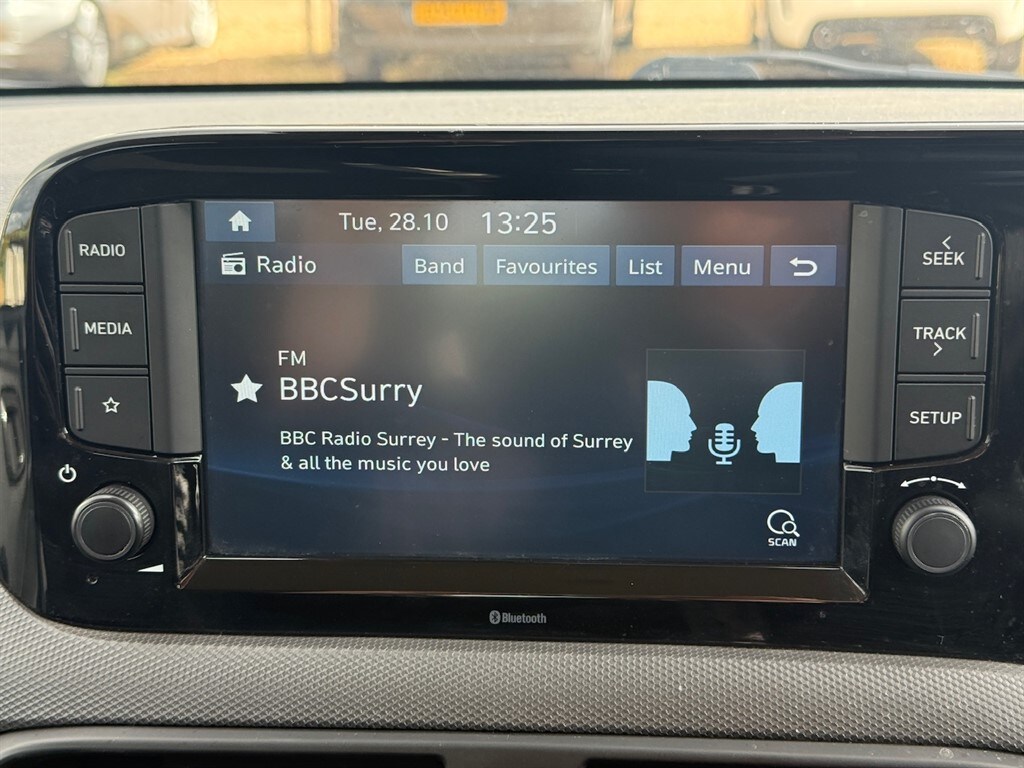 Tue, 28.10 13:25
Radio Band Favourites List Menu
RADIO
MEDIA
SEEK
TRACK
SETUP
FM
BBCSurry
BBC Radio Surrey - The sound of Surrey
& all the music you love
SCAN
Bluetooth